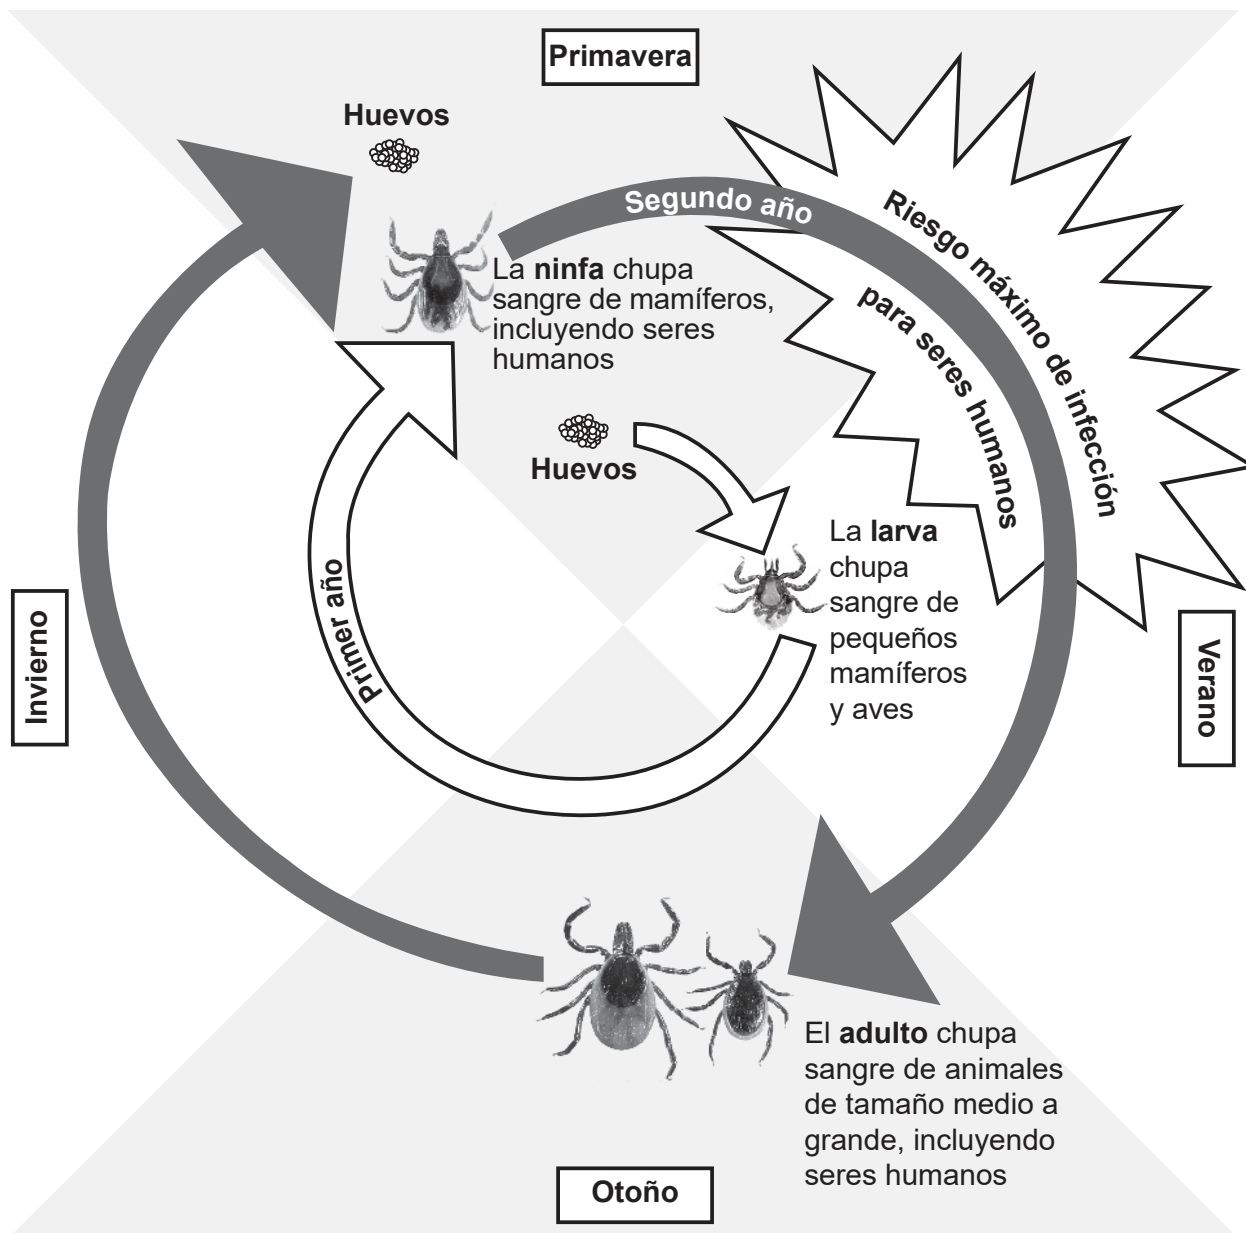 Primavera
Huevos
Segundo año
Riesgo máximo de infección
para seres humanos
La ninfa chupa
sangre de mamíferos,
incluyendo seres
humanos
Huevos
La larva
chupa
sangre de
pequeños
mamíferos
y aves
Primer año
Invierno
Verano
El adulto chupa
sangre de animales
de tamaño medio a
grande, incluyendo
seres humanos
Otoño